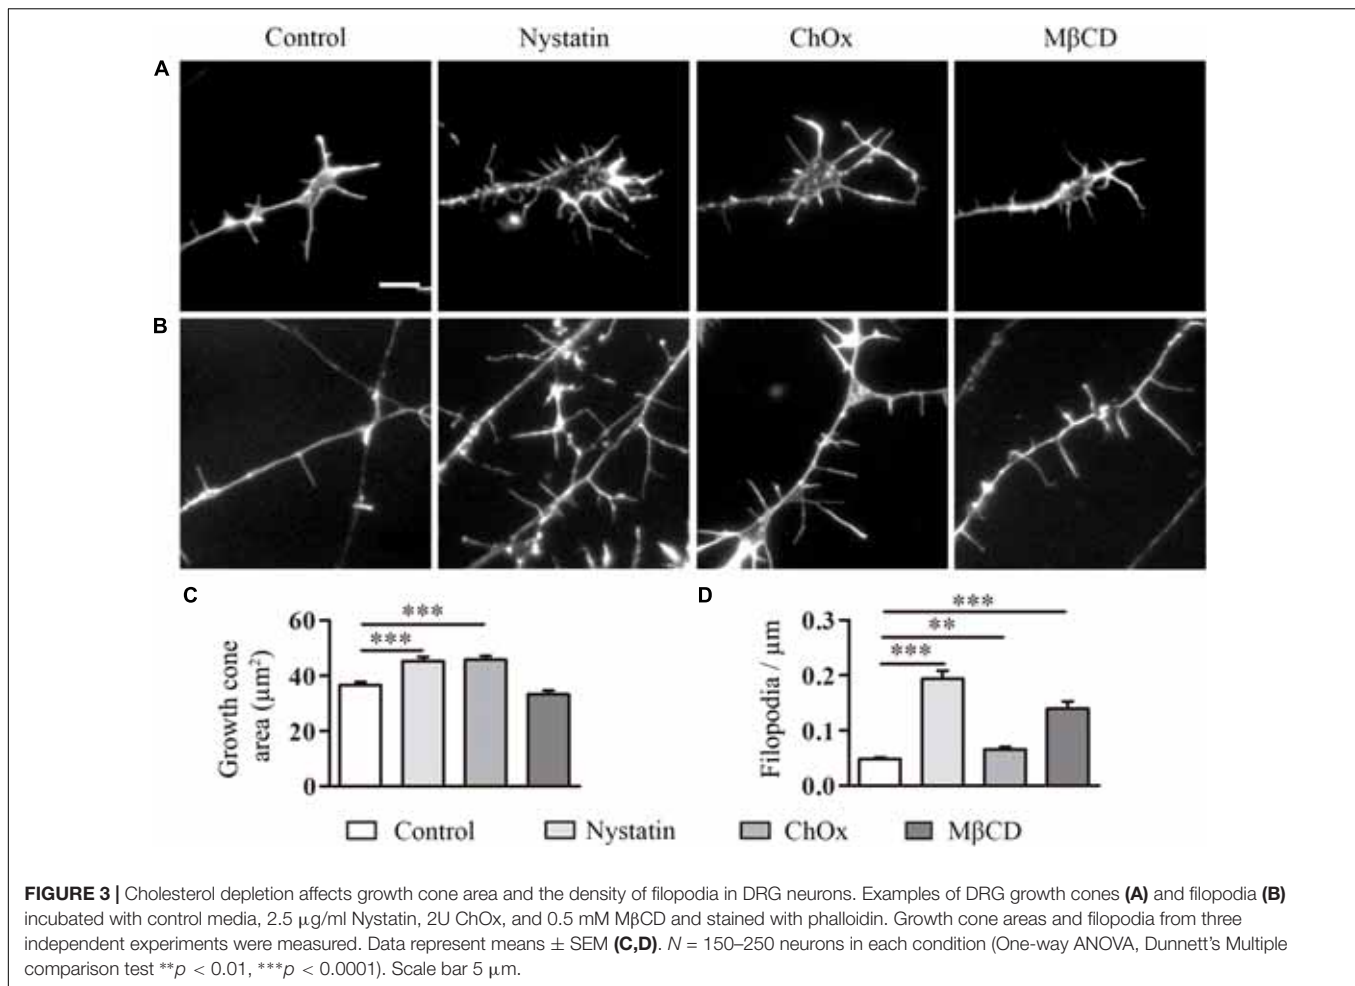 Control Nystatin ChOx MβCD
A
B
C
60
40
20
0
Growth cone
area (μm²)
***
***
D
0.3
0.2
0.1
0.0
Filopodia / μm
***
**
***
Control Nystatin ChOx MβCD
FIGURE 3 | Cholesterol depletion affects growth cone area and the density of filopodia in DRG neurons. Examples of DRG growth cones (A) and filopodia (B)
incubated with control media, 2.5 μg/ml Nystatin, 2U ChOx, and 0.5 mM MβCD and stained with phalloidin. Growth cone areas and filopodia from three
independent experiments were measured. Data represent means ± SEM (C,D). N = 150–250 neurons in each condition (One-way ANOVA, Dunnett's Multiple
comparison test **p < 0.01, ***p < 0.0001). Scale bar 5 μm.